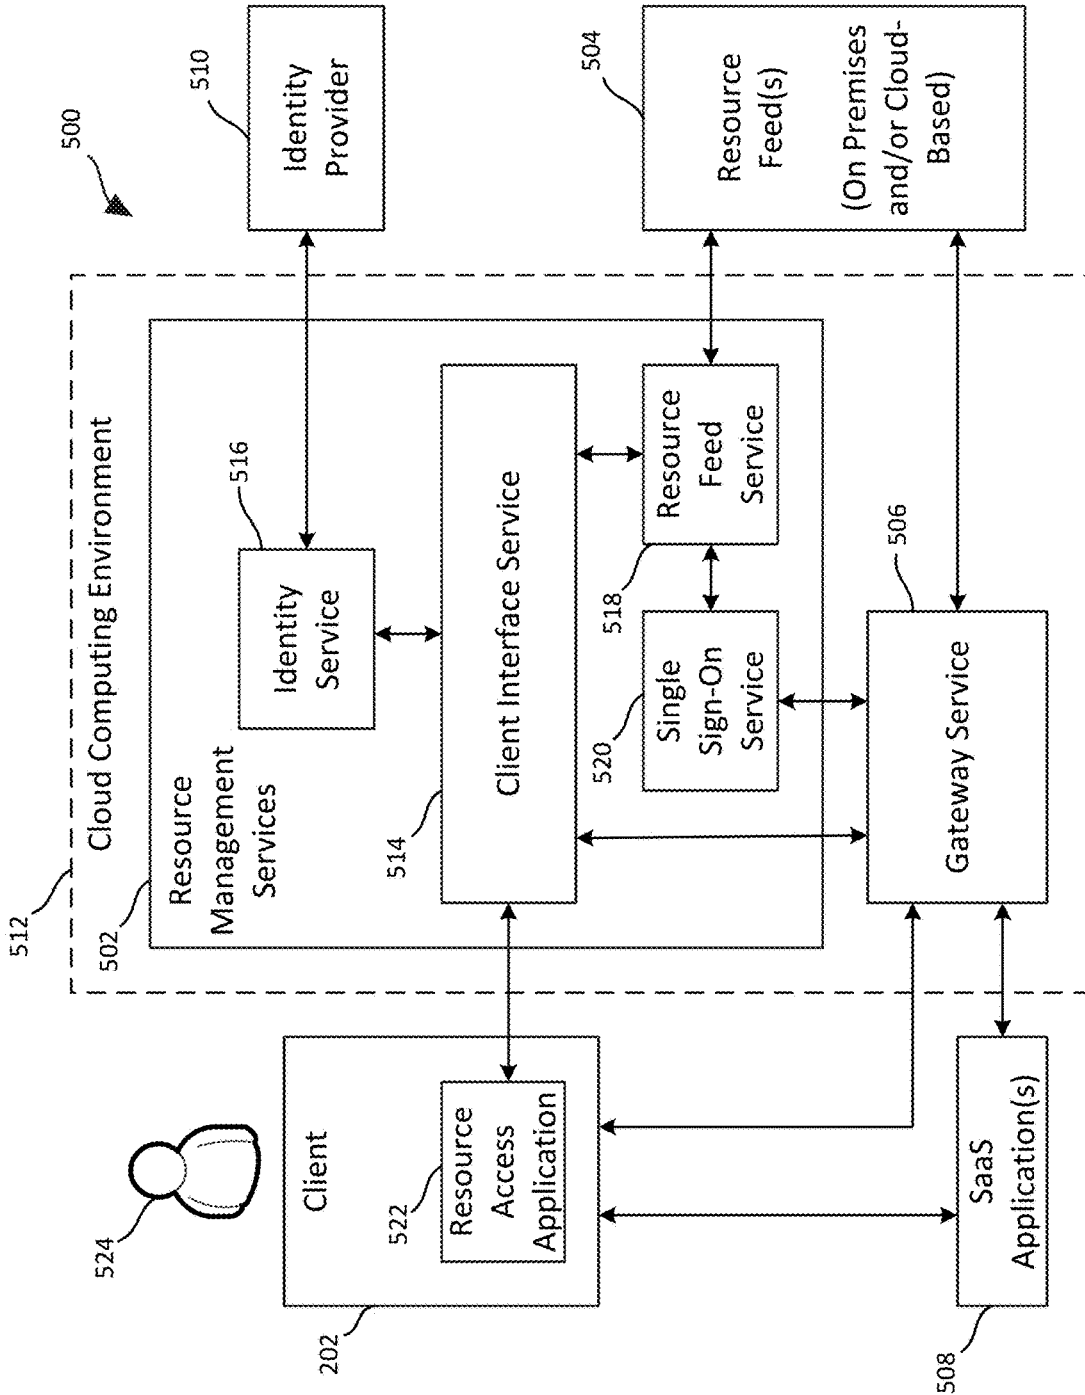 512
500
Cloud Computing Environment
524
502
510
Resource
Management
Services
516
Identity
Provider
Identity
Service
Client
202
514
522
Resource
Access
Application
Client Interface Service
504
Resource
Feed(s)
(On Premises
and/or Cloud-
Based)
520
518
Single
Sign-On
Service
Resource
Feed
Service
506
508
SaaS
Application(s)
Gateway Service